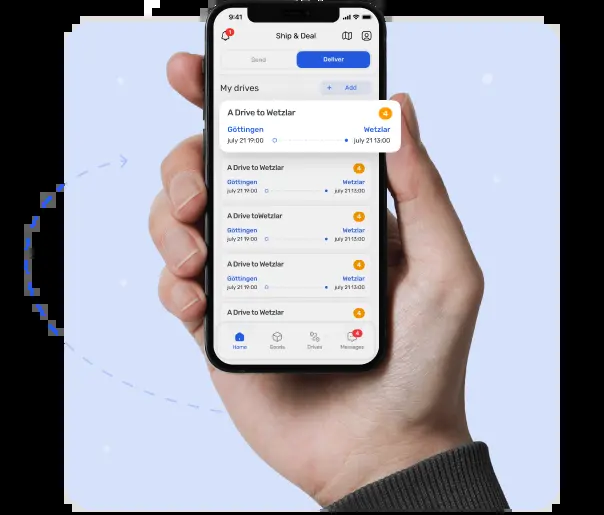 9:41
1
Ship & Deal
Send
Deliver
My drives
+ Add
A Drive to Wetzlar
4
Göttingen
Wetzlar
july 21 19:00
july 21 13:00
A Drive to Wetzlar
4
Göttingen
Wetzlar
july 21 19:00
july 21 13:00
A Drive toWetzlar
4
Göttingen
Wetzlar
july 21 19:00
july 21 13:00
A Drive to Wetzlar
4
Göttingen
Wetzlar
july 21 19:00
july 21 13:00
A Drive to Wetzlar
4
4
Home
Goods
Drives
Messages